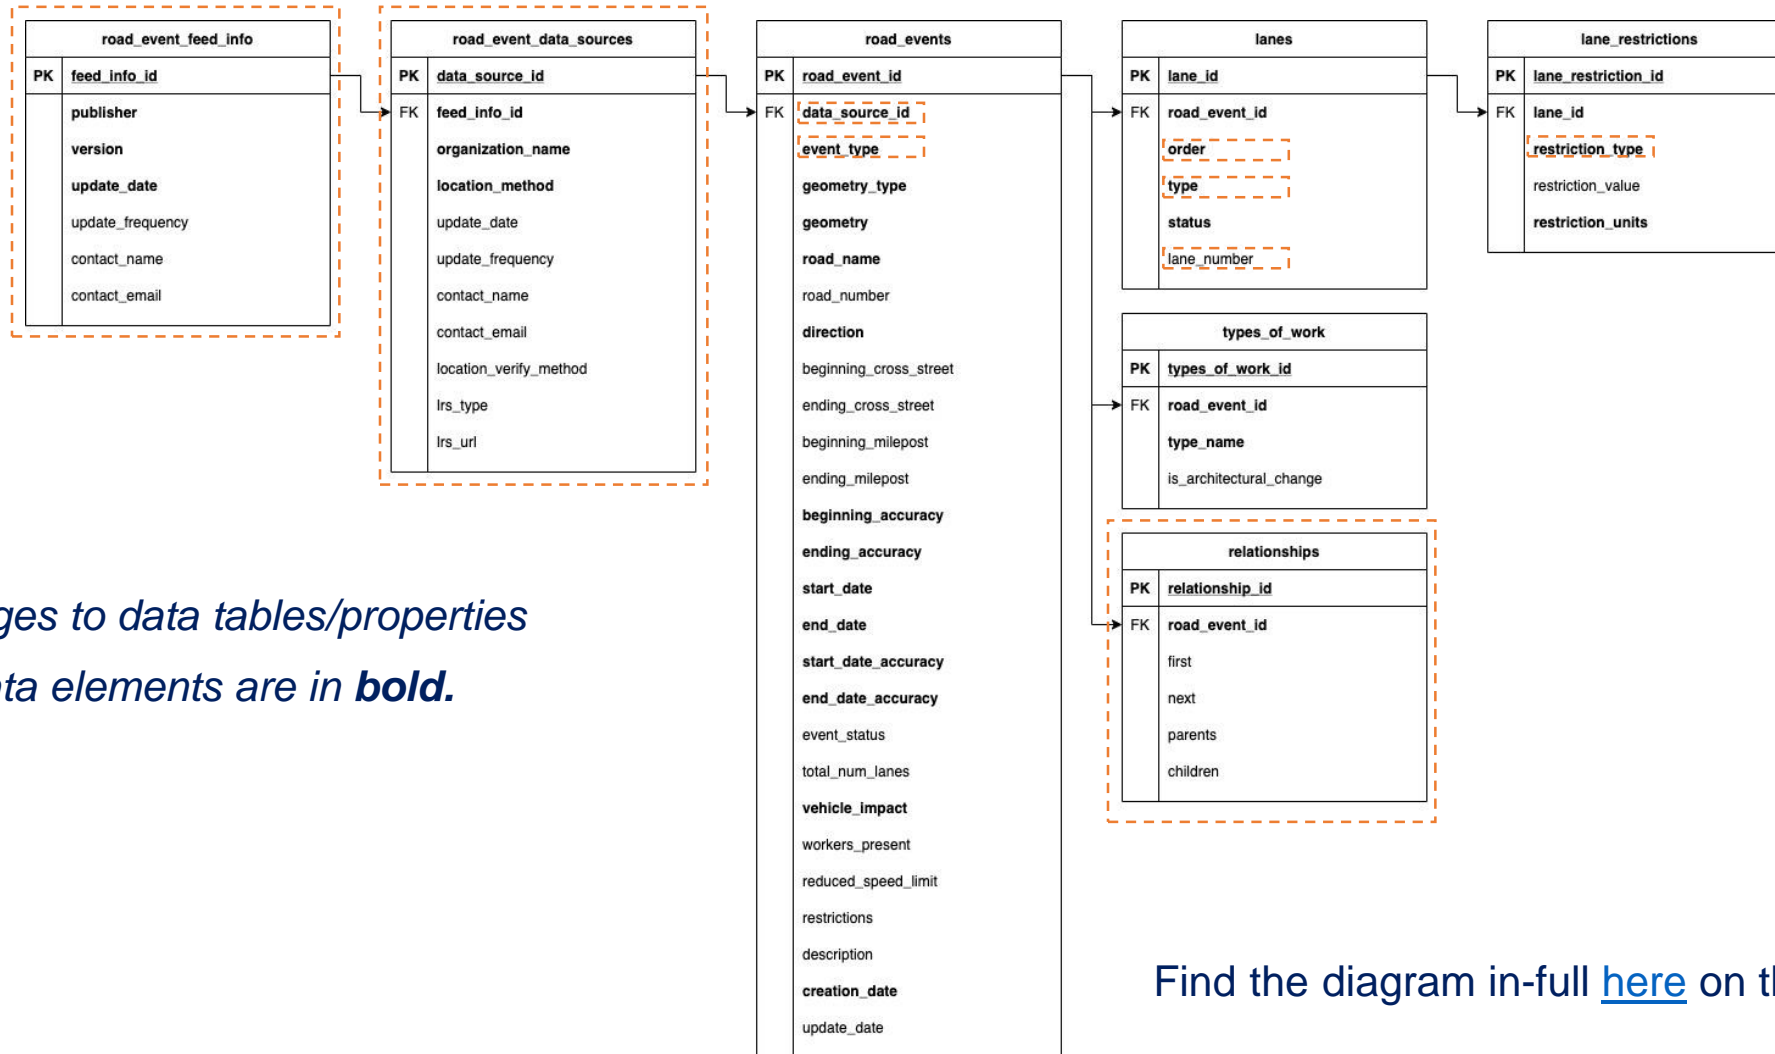 road_event_feed_info
PK feed_info_id
publisher
version
update_date
update_frequency
contact_name
contact_email
road_event_data_sources
PK data_source_id
FK feed_info_id
organization_name
location_method
update_date
update_frequency
contact_name
contact_email
location_verify_method
lrs_type
lrs_url
road_events
PK road_event_id
FK data_source_id
event_type
geometry_type
geometry
road_name
road_number
direction
beginning_cross_street
ending_cross_street
beginning_milepost
ending_milepost
beginning_accuracy
ending_accuracy
start_date
end_date
start_date_accuracy
end_date_accuracy
event_status
total_num_lanes
vehicle_impact
workers_present
reduced_speed_limit
restrictions
description
creation_date
update_date
lanes
PK lane_id
FK road_event_id
order
type
status
lane_number
types_of_work
PK types_of_work_id
FK road_event_id
type_name
is_architectural_change
relationships
PK relationship_id
FK road_event_id
first
next
parents
children
lane_restrictions
PK lane_restriction_id
FK lane_id
restriction_type
restriction_value
restriction_units
ges to data tables/properties
ta elements are in bold.
Find the diagram in-full here on t